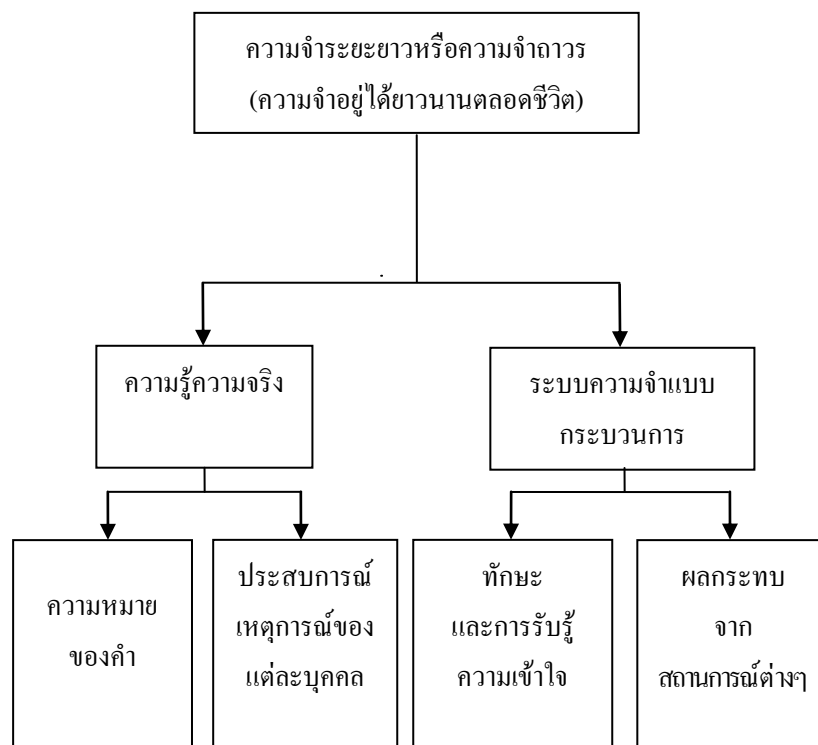 ความจำระยะยาวหรือความจำถาวร
(ความจำอยู่ได้ยาวนานตลอดชีวิต)
ความรู้ความจริง
ระบบความจำแบบ
กระบวนการ
ความหมาย
ของคำ
ประสบการณ์
เหตุการณ์ของ
แต่ละบุคคล
ทักษะ
และการรับรู้
ความเข้าใจ
ผลกระทบ
จาก
สถานการณ์ต่างๆ